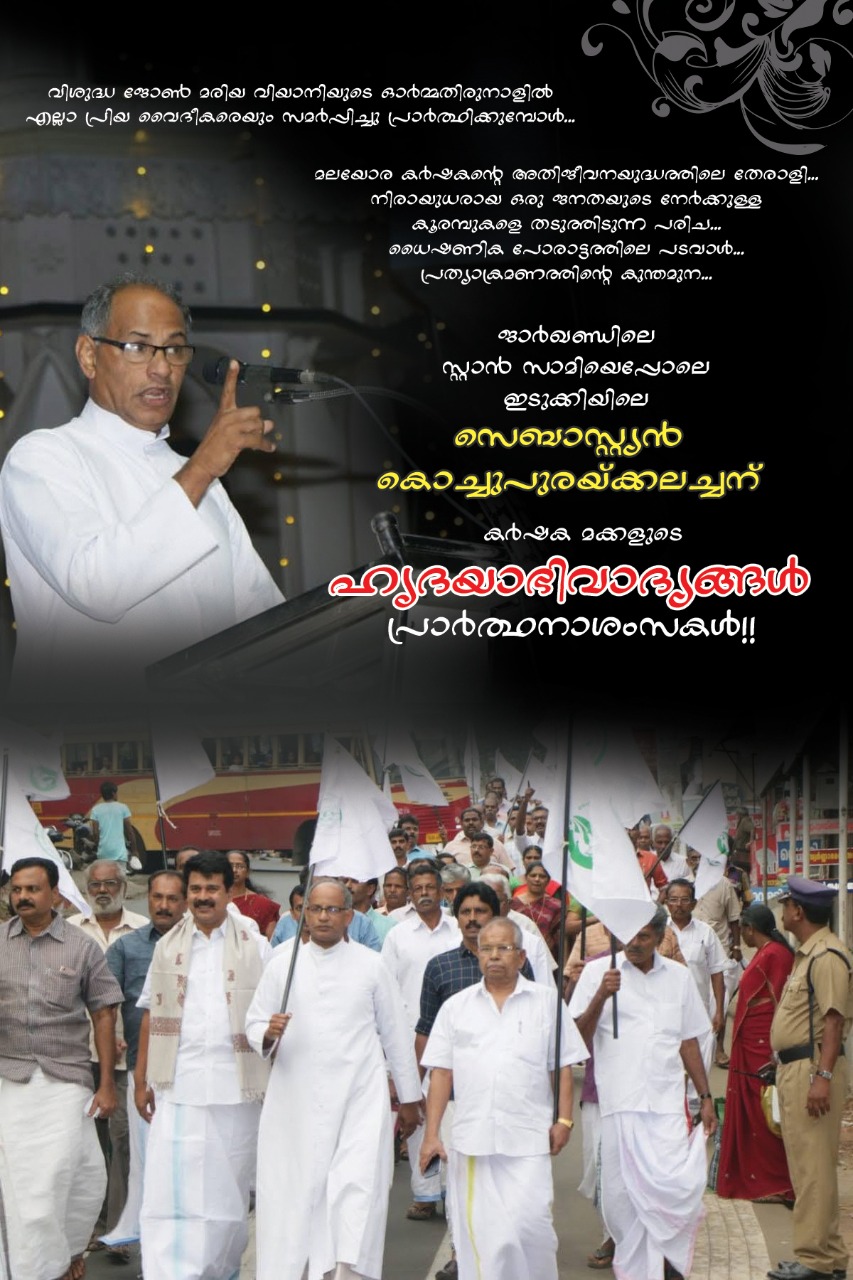 വിശുദ്ധ ജോൺ മരിയ വിയാനിയുടെ ഓർമ്മതിരുനാളിൽ
എല്ലാ പ്രിയ വൈദീകരെയും സമർപ്പിച്ചു പ്രാർത്ഥിക്കുമ്പോൾ...
മലയോര കർഷകന്റെ അതിജീവനയുദ്ധത്തിലെ തേരാളി...
നിരായുധരായ ഒരു ജനതയുടെ നേർക്കുള്ള
കൂരമ്പുകളെ തടുത്തിടുന്ന പരിച...
ധൈഷണിക പോരാട്ടത്തിലെ പടവാൾ...
പ്രത്യാക്രമണത്തിന്റെ കുന്തമുന...
ജാർഖണ്ഡിലെ
സ്റ്റാൻ സാമിയെപ്പോലെ
ഇടുക്കിയിലെ
സെബാസ്റ്റ്യൻ
കൊച്ചുപുരയ്ക്കലച്ചന്
കർഷക മക്കളുടെ
ഹൃദയാഭിവാദ്യങ്ങൾ
പ്രാർത്ഥനാശംസകൾ!!